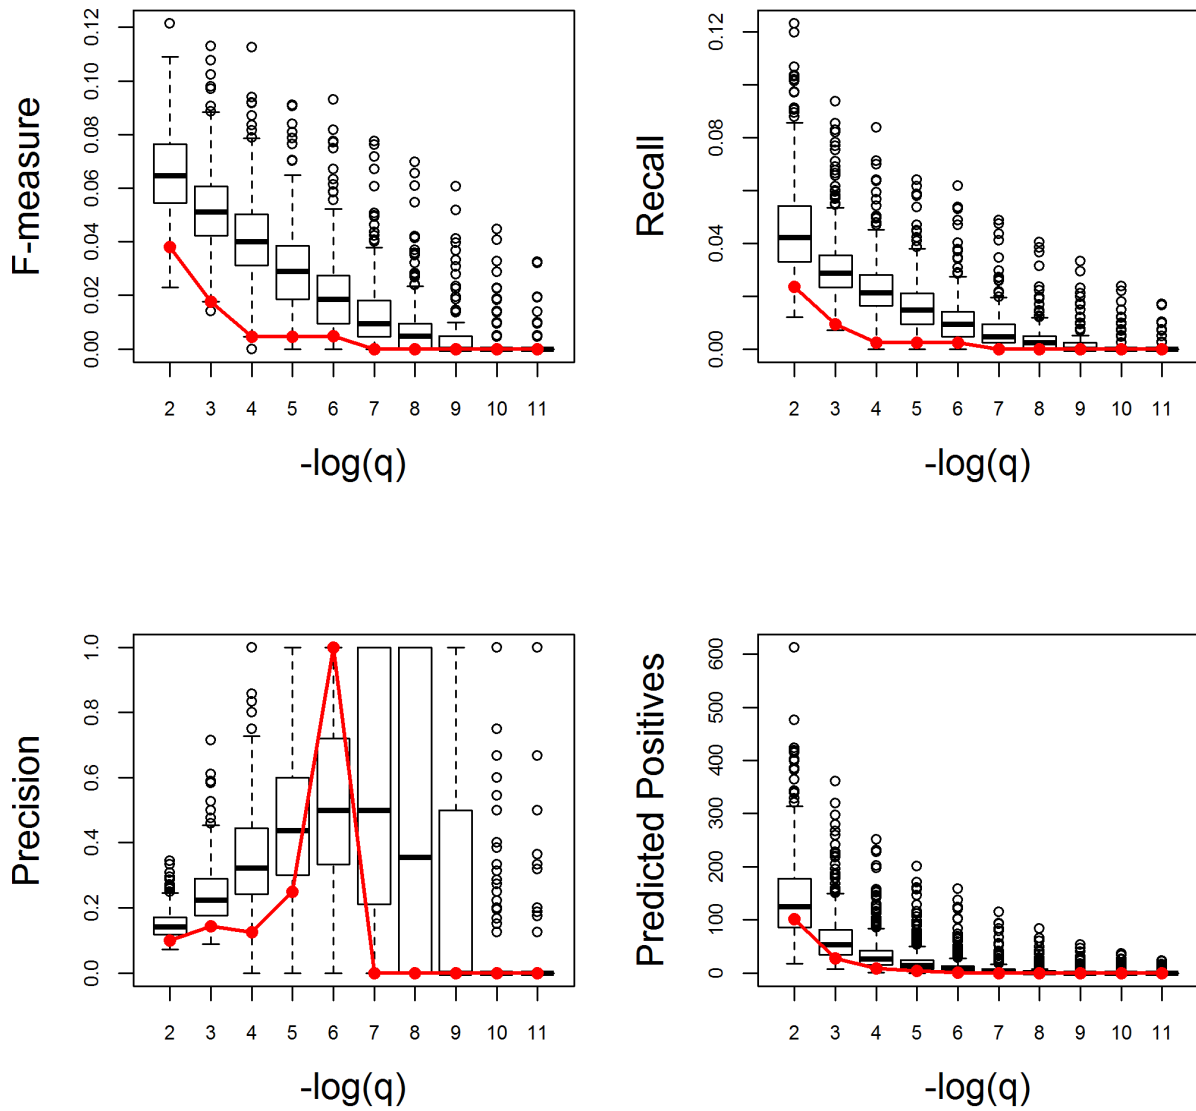 F-measure
0.00 0.02 0.04 0.06 0.08 0.10 0.12
2 3 4 5 6 7 8 9 10 11
-log(q)
Recall
0.00 0.04 0.08 0.12
2 3 4 5 6 7 8 9 10 11
-log(q)
Precision
0.0 0.2 0.4 0.6 0.8 1.0
2 3 4 5 6 7 8 9 10 11
-log(q)
Predicted Positives
0 100 200 300 400 500 600
2 3 4 5 6 7 8 9 10 11
-log(q)